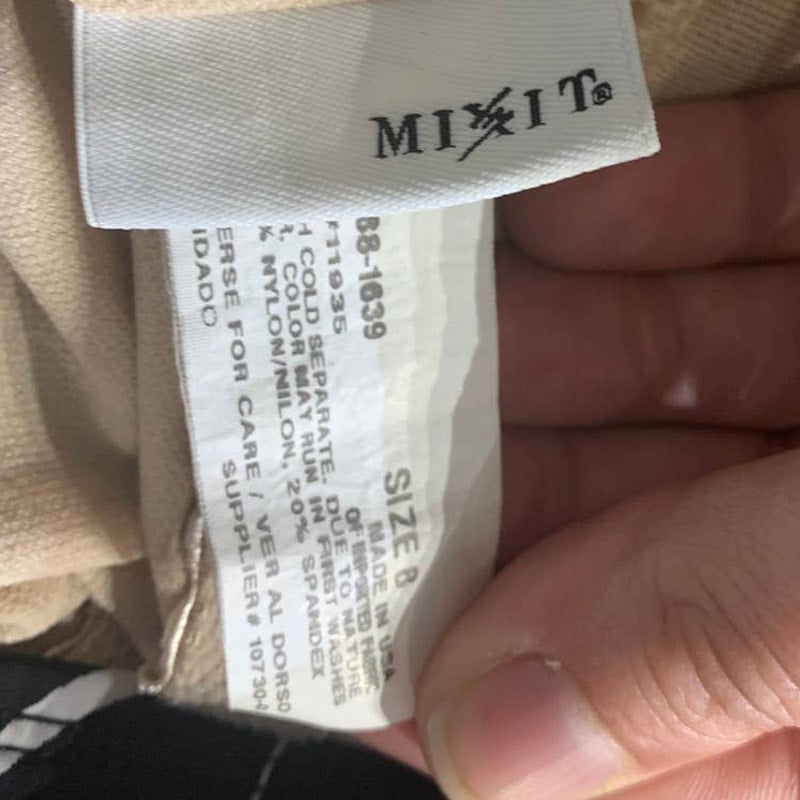 MIXIT®
88-1639
SIZE 8
MADE IN USA
OF IMPORTED FABRIC
11935
COLD SEPARATE. DUE TO NATURE
COLOR MAY RUN IN FIRST WASHES
% NYLON/NILON, 20% SPANDEX
ERSE FOR CARE / VER AL DORSO
IDADO
SUPPLIER# 107304